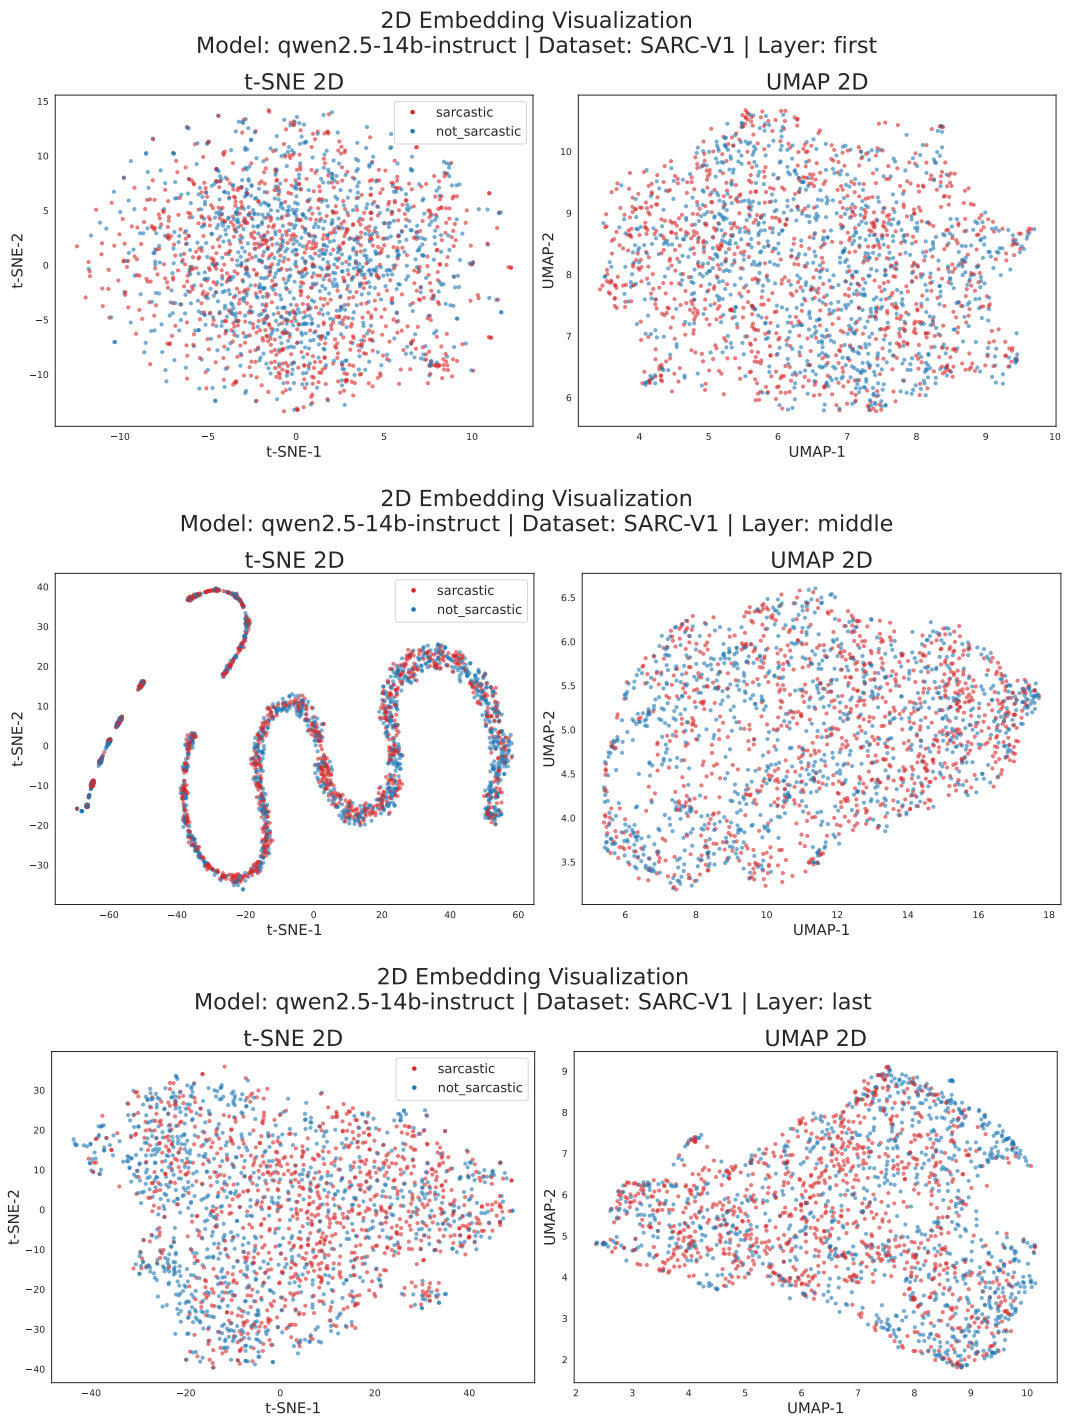 2D Embedding Visualization
Model: qwen2.5-14b-instruct | Dataset: SARC-V1 | Layer: first
t-SNE 2D
sarcastic
not_sarcastic
15
10
5
0
−5
−10
t-SNE-2
−10
−5
0
5
10
t-SNE-1
UMAP 2D
10
9
8
7
6
UMAP-2
4
5
6
7
8
9
10
UMAP-1
2D Embedding Visualization
Model: qwen2.5-14b-instruct | Dataset: SARC-V1 | Layer: middle
t-SNE 2D
sarcastic
not_sarcastic
40
30
20
10
0
−10
−20
−30
t-SNE-2
−60
−40
−20
0
20
40
60
t-SNE-1
UMAP 2D
6.5
6.0
5.5
5.0
4.5
4.0
3.5
UMAP-2
6
8
10
12
14
16
18
UMAP-1
2D Embedding Visualization
Model: qwen2.5-14b-instruct | Dataset: SARC-V1 | Layer: last
t-SNE 2D
sarcastic
not_sarcastic
30
20
10
0
−10
−20
−30
−40
t-SNE-2
−40
−20
0
20
40
t-SNE-1
UMAP 2D
9
8
7
6
5
4
3
2
UMAP-2
2
3
4
5
6
7
8
9
10
UMAP-1